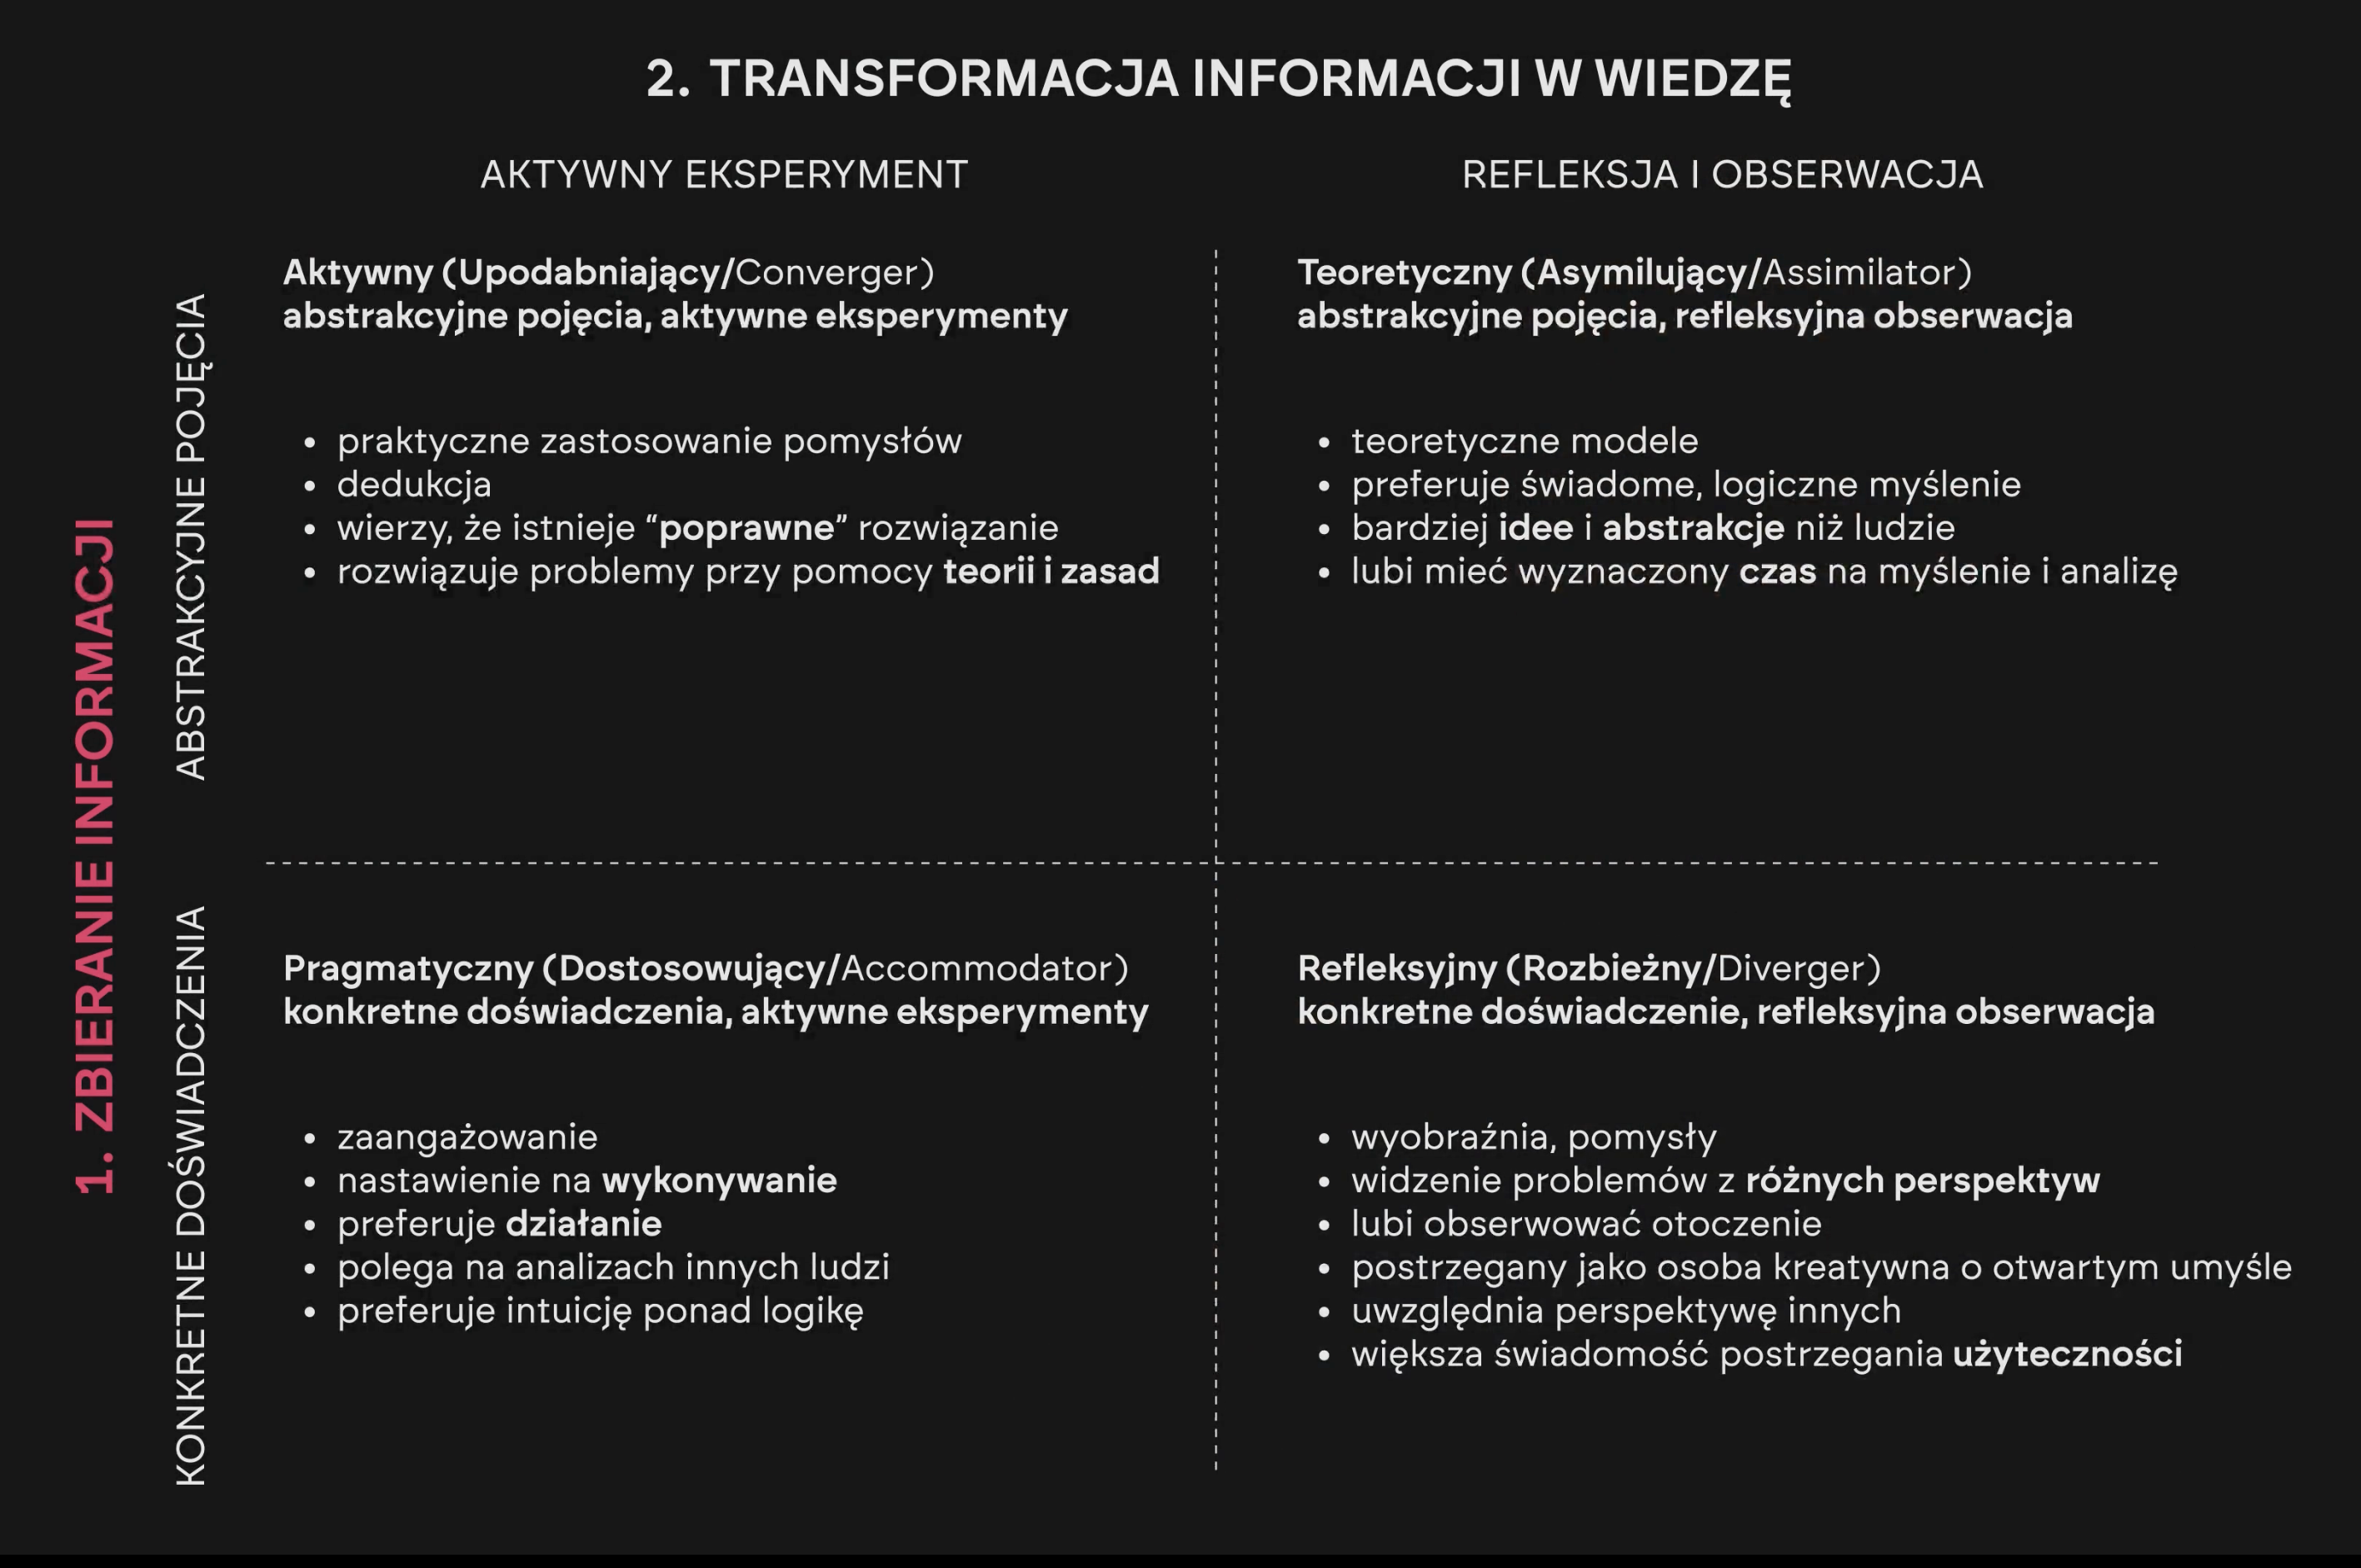 2. TRANSFORMACJA INFORMACJI W WIEDZĘ
AKTYWNY EKSPERYMENT
REFLEKSJA I OBSERWACJA
1. ZBIERANIE INFORMACJI
ABSTRAKCYJNE POJĘCIA
Aktywny (Upodabniający/Converger)
abstrakcyjne pojęcia, aktywne eksperymenty
• praktyczne zastosowanie pomysłów
• dedukcja
• wierzy, że istnieje “poprawne” rozwiązanie
• rozwiązuje problemy przy pomocy teorii i zasad
Teoretyczny (Asymilujący/Assimilator)
abstrakcyjne pojęcia, refleksyjna obserwacja
• teoretyczne modele
• preferuje świadome, logiczne myślenie
• bardziej idee i abstrakcje niż ludzie
• lubi mieć wyznaczony czas na myślenie i analizę
KONKRETNE DOŚWIADCZENIA
Pragmatyczny (Dostosowujący/Accommodator)
konkretne doświadczenia, aktywne eksperymenty
• zaangażowanie
• nastawienie na wykonywanie
• preferuje działanie
• polega na analizach innych ludzi
• preferuje intuicję ponad logikę
Refleksyjny (Rozbieżny/Diverger)
konkretne doświadczenie, refleksyjna obserwacja
• wyobraźnia, pomysły
• widzenie problemów z różnych perspektyw
• lubi obserwować otoczenie
• postrzegany jako osoba kreatywna o otwartym umyśle
• uwzględnia perspektywę innych
• większa świadomość postrzegania użyteczności